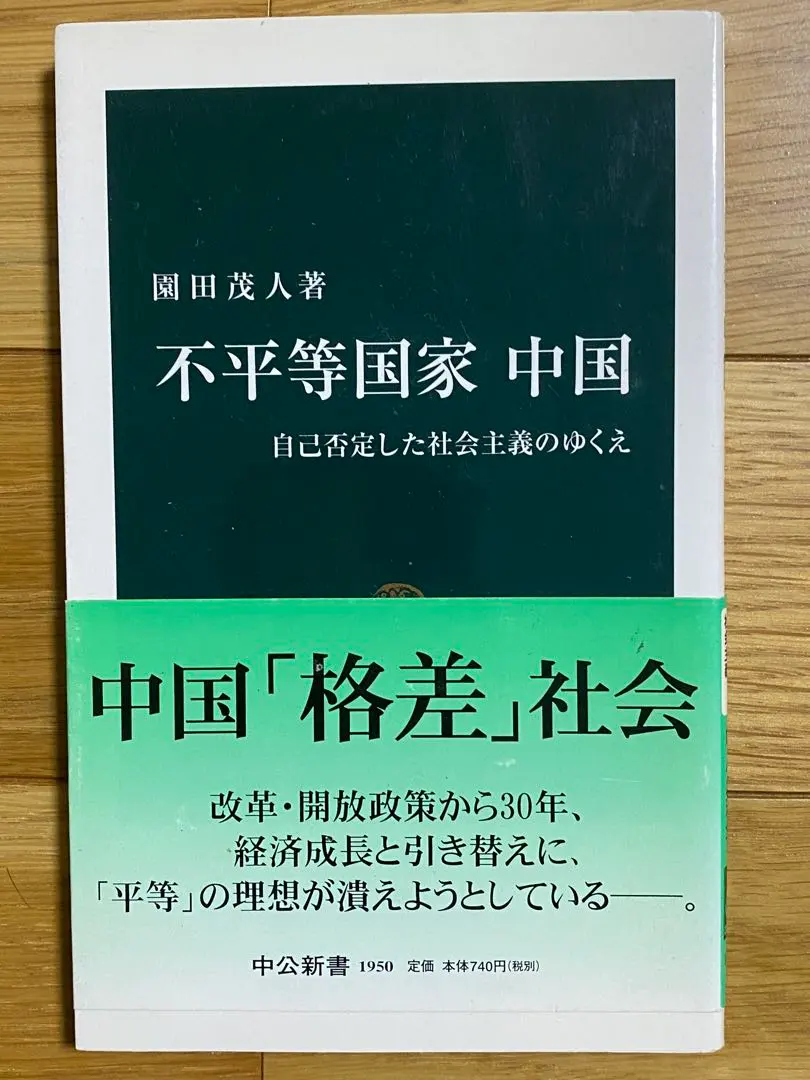 園田茂人著
不平等国家 中国
自己否定した社会主義のゆくえ
中国「格差」社会
改革・開放政策から30年、
経済成長と引き替えに、
「平等」の理想が潰えようとしている――。
中公新書 1950 定価 本体740円(税別)